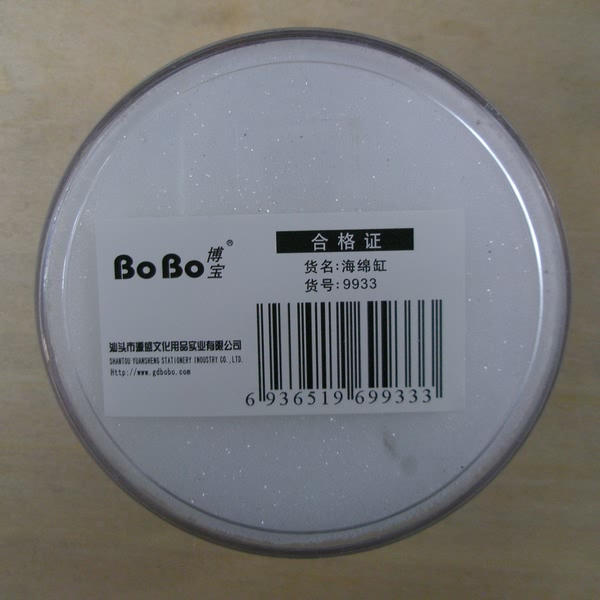 BoBo博宝®
汕头市源盛文化用品实业有限公司
SHANTOU YUANSHENG STATIONERY INDUSTRY CO.,LTD.
Http://www.gdbobo.com
合格证
货名:海绵缸
货号:9933
6 936519 699333